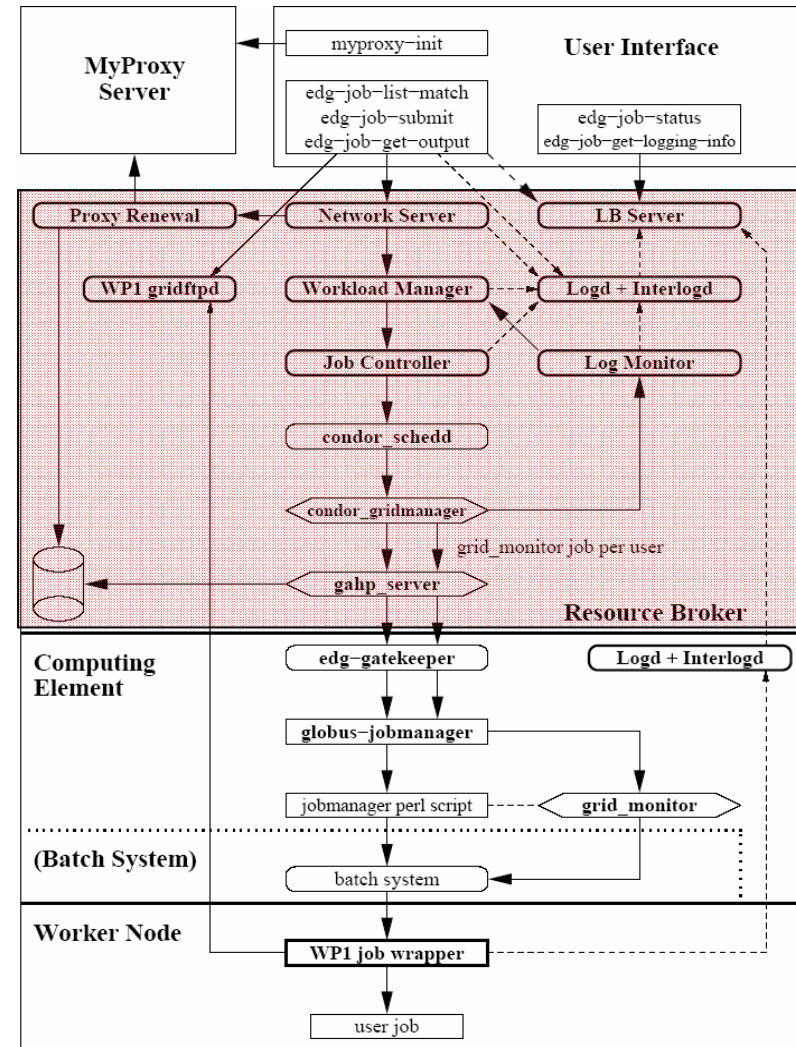 MyProxy
Server
myproxy−init
User Interface
edg−job−list−match
edg−job−submit
edg−job−get−output
edg−job−status
edg−job−get−logging−info
Proxy Renewal
Network Server
LB Server
WP1 gridftpd
Workload Manager
Logd + Interlogd
Job Controller
Log Monitor
condor_schedd
condor_gridmanager
grid_monitor job per user
gahp_server
Resource Broker
Computing
Element
edg−gatekeeper
Logd + Interlogd
globus−jobmanager
jobmanager perl script
grid_monitor
(Batch System)
batch system
Worker Node
WP1 job wrapper
user job